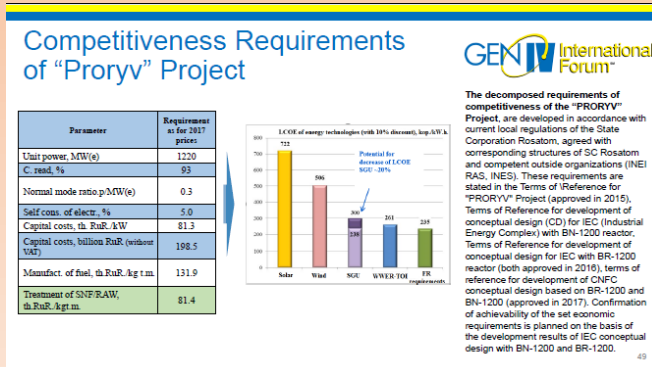 Competitiveness Requirements
of “Proryv” Project
GEN IV International
Forum™
Parameter
Requirement
as for 2017
prices
Unit power, MW(e)
1220
C. read, %
93
Normal mode ratio.p/MW(e)
0.3
Self cons. of electr., %
5.0
Capital costs, th. RuR./kW
81.3
Capital costs, billion RuR (without
VAT)
198.5
Manufact. of fuel, th.RuR./kg t.m.
131.9
Treatment of SNF/RAW,
th.RuR./kgt.m.
81.4
LCOE of energy technologies (with 10% discount), kop./kW.h.
800
700
600
500
400
300
200
100
0
722
506
300
238
261
235
Potential for
decrease of LCOE
SGU ~20%
Solar
Wind
SGU
WWER-TOI
FR
requirements
The decomposed requirements of
competitiveness of the “PRORYV”
Project, are developed in accordance with
current local regulations of the State
Corporation Rosatom, agreed with
corresponding structures of SC Rosatom
and competent outside organizations (INEI
RAS, INES). These requirements are
stated in the Terms of \Reference for
"PRORYV" Project (approved in 2015),
Terms of Reference for development of
conceptual design (CD) for IEC (Industrial
Energy Complex) with BN-1200 reactor,
Terms of Reference for development of
conceptual design for IEC with BR-1200
reactor (both approved in 2016), terms of
reference for development of CNFC
conceptual design based on BR-1200 and
BN-1200 (approved in 2017). Confirmation
of achievability of the set economic
requirements is planned on the basis of
the development results of IEC conceptual
design with BN-1200 and BR-1200.
49